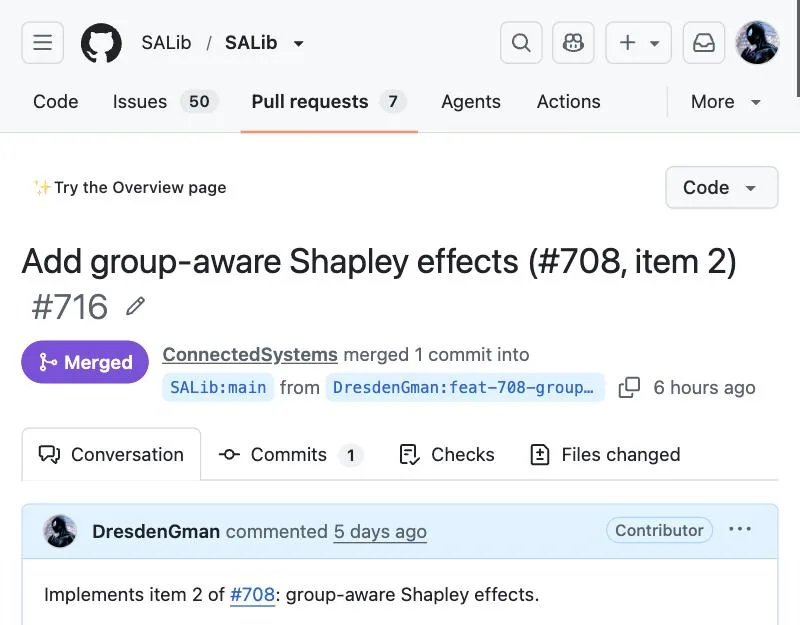 SALib / SALib
Code Issues 50 Pull requests 7 Agents Actions More
✨Try the Overview page
Code
Add group-aware Shapley effects (#708, item 2)
#716
Merged
ConnectedSystems merged 1 commit into
SALib:main from DresdenGman:feat-708-group… 6 hours ago
Conversation Commits 1 Checks Files changed
DresdenGman commented 5 days ago Contributor ···
Implements item 2 of #708: group-aware Shapley effects.